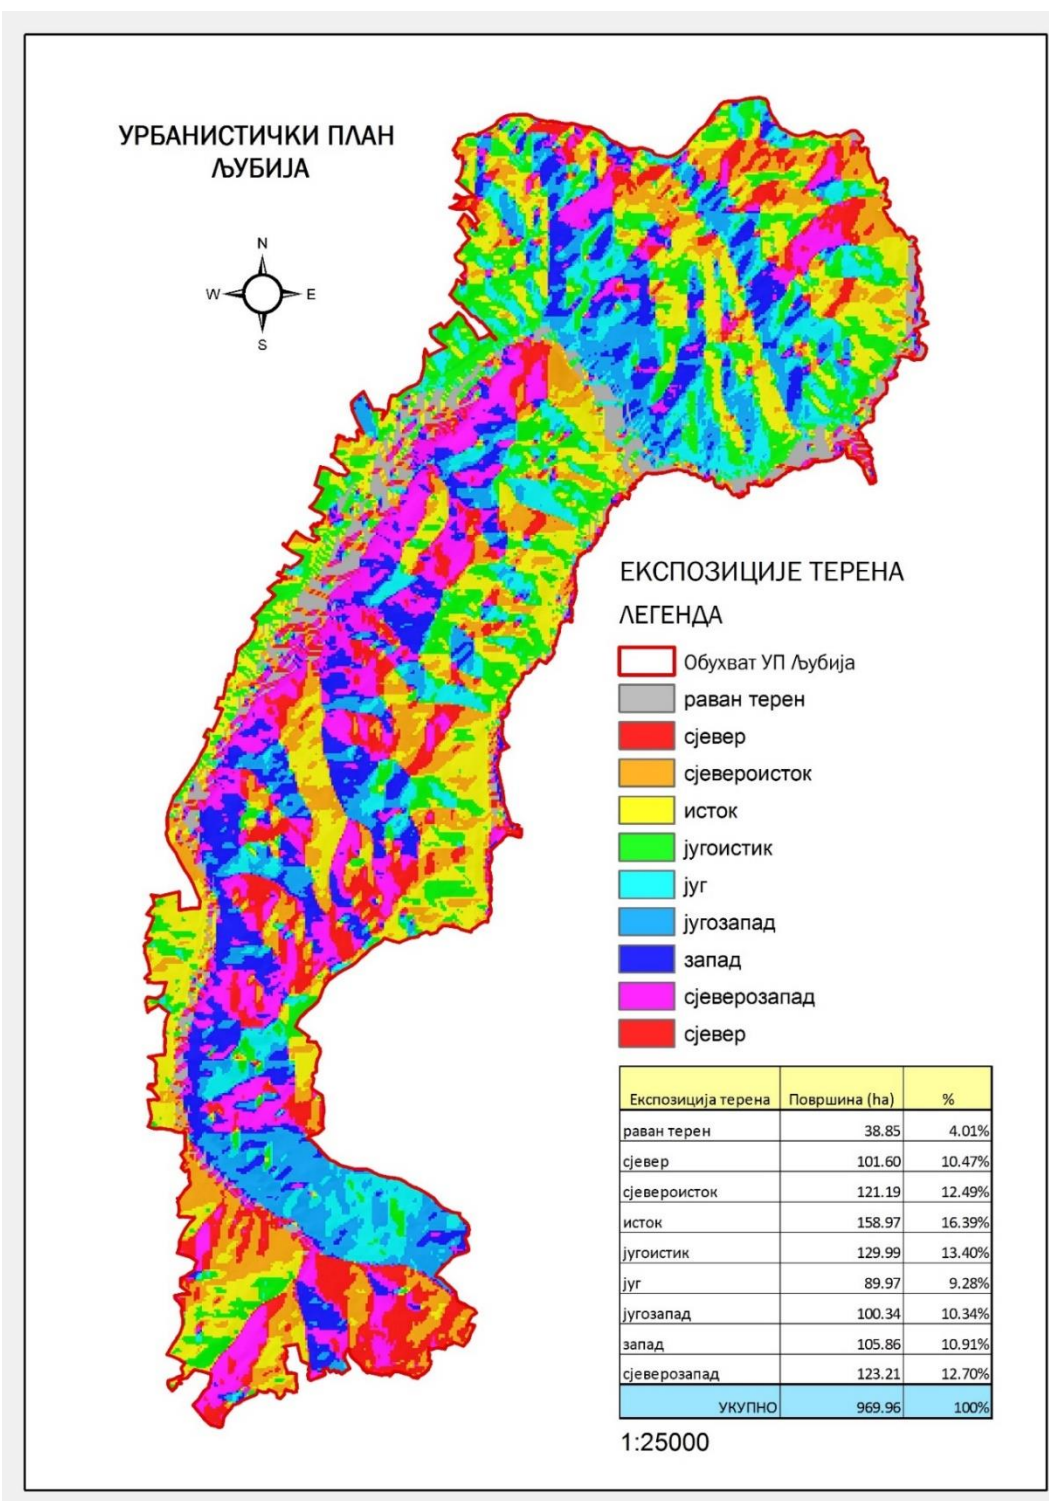 УРБАНИСТИЧКИ ПЛАН
ЉУБИЈА
N
W E
S
ЕКСПОЗИЦИЈЕ ТЕРЕНА
ЛЕГЕНДА
Обухват УП Љубија
раван терен
сјевер
сјевероисток
исток
југоистик
југ
југозапад
запад
сјеверозапад
сјевер
Експозиција терена Површина (ha) %
раван терен 38.85 4.01%
сјевер 101.60 10.47%
сјевероисток 121.19 12.49%
исток 158.97 16.39%
југоистик 129.99 13.40%
југ 89.97 9.28%
југозапад 100.34 10.34%
запад 105.86 10.91%
сјеверозапад 123.21 12.70%
УКУПНО 969.96 100%
1:25000